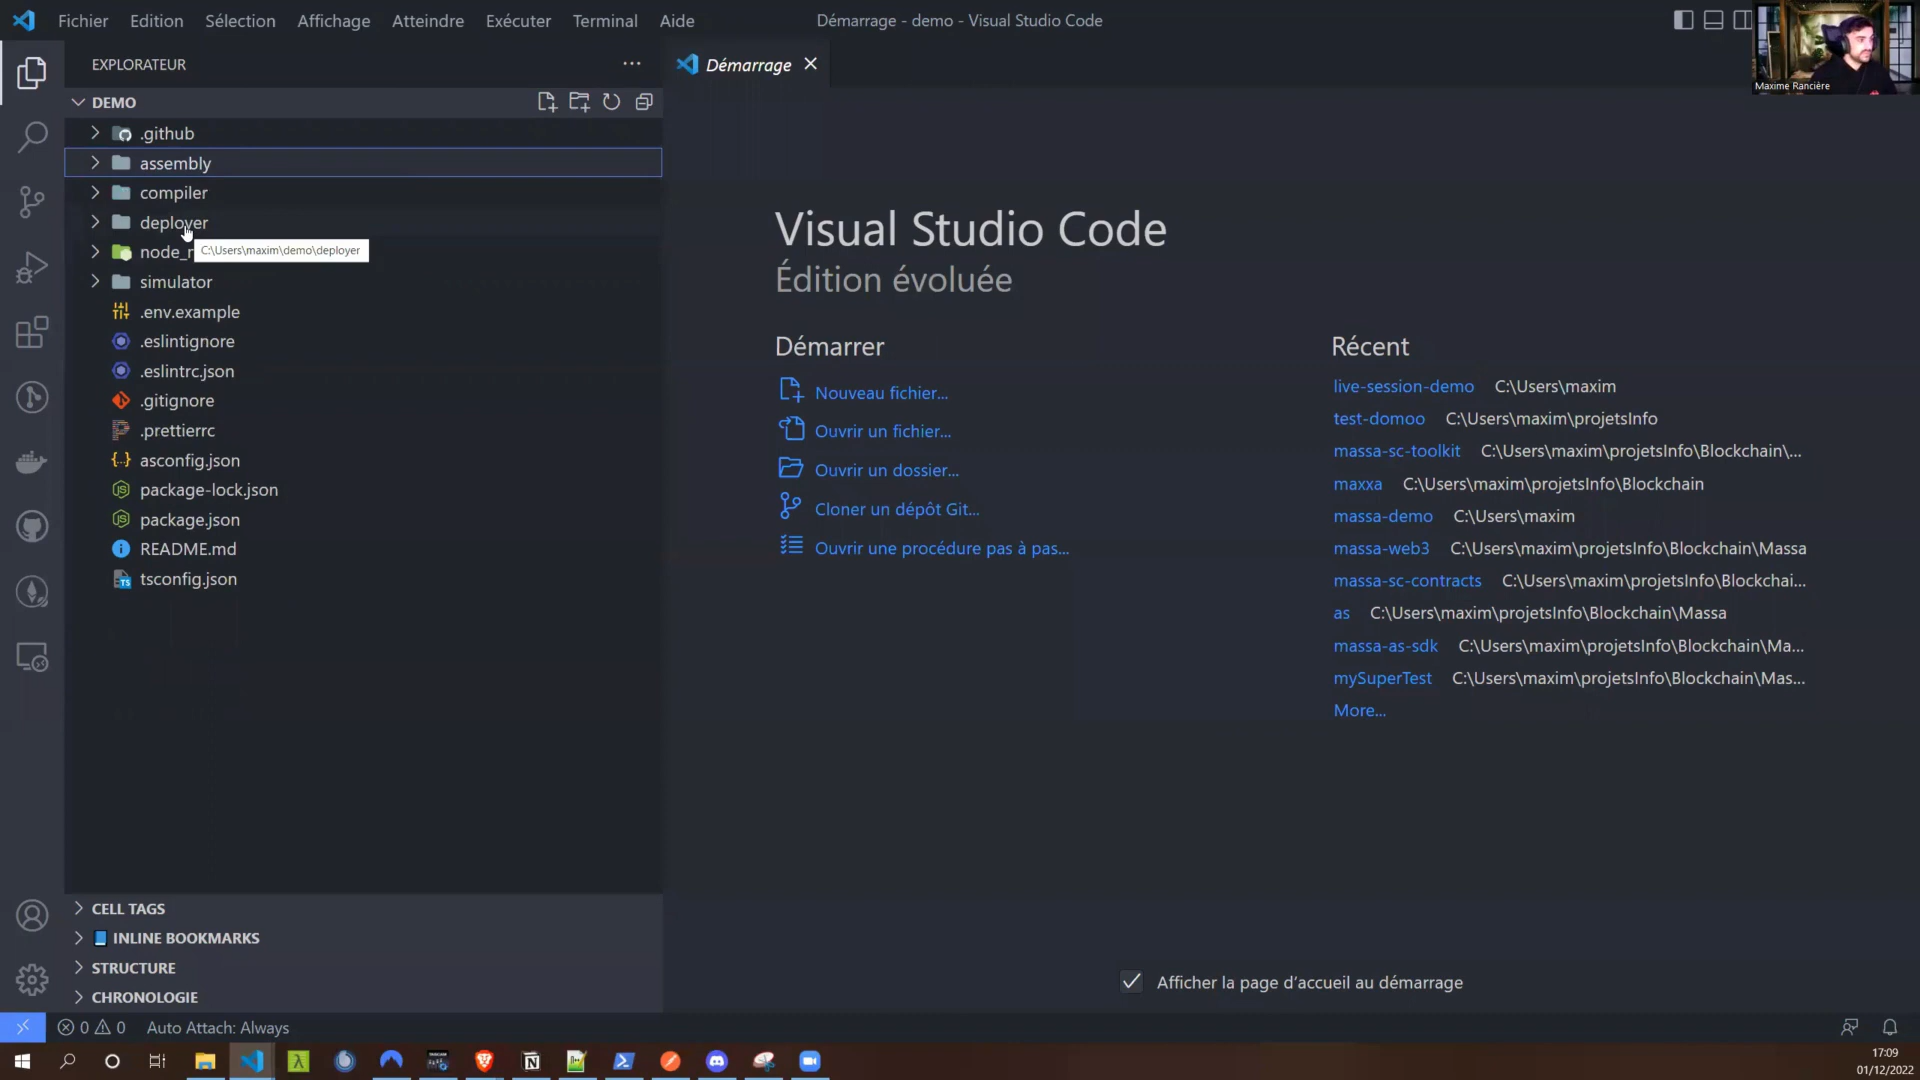 Fichier Edition Sélection Affichage Atteindre Exécuter Terminal Aide
Démarrage - demo - Visual Studio Code
Maxime Rancière
EXPLORATEUR
Démarrage
DEMO
.github
assembly
compiler
deployer
C:\Users\maxim\demo\deployer
simulator
.env.example
.eslintignore
.eslintrc.json
.gitignore
.prettierrc
asconfig.json
package-lock.json
package.json
README.md
tsconfig.json
CELL TAGS
INLINE BOOKMARKS
STRUCTURE
CHRONOLOGIE
Visual Studio Code
Édition évoluée
Démarrer
Nouveau fichier...
Ouvrir un fichier...
Ouvrir un dossier...
Cloner un dépôt Git...
Ouvrir une procédure pas à pas...
Récent
live-session-demo C:\Users\maxim
test-domoo C:\Users\maxim\projetsInfo
massa-sc-toolkit C:\Users\maxim\projetsInfo\Blockchain\...
maxxa C:\Users\maxim\projetsInfo\Blockchain
massa-demo C:\Users\maxim
massa-web3 C:\Users\maxim\projetsInfo\Blockchain\Massa
massa-sc-contracts C:\Users\maxim\projetsInfo\Blockchai...
as C:\Users\maxim\projetsInfo\Blockchain\Massa
massa-as-sdk C:\Users\maxim\projetsInfo\Blockchain\Ma...
mySuperTest C:\Users\maxim\projetsInfo\Blockchain\Mas...
More...
Afficher la page d'accueil au démarrage
0 0 Auto Attach: Always
17:09
01/12/2022